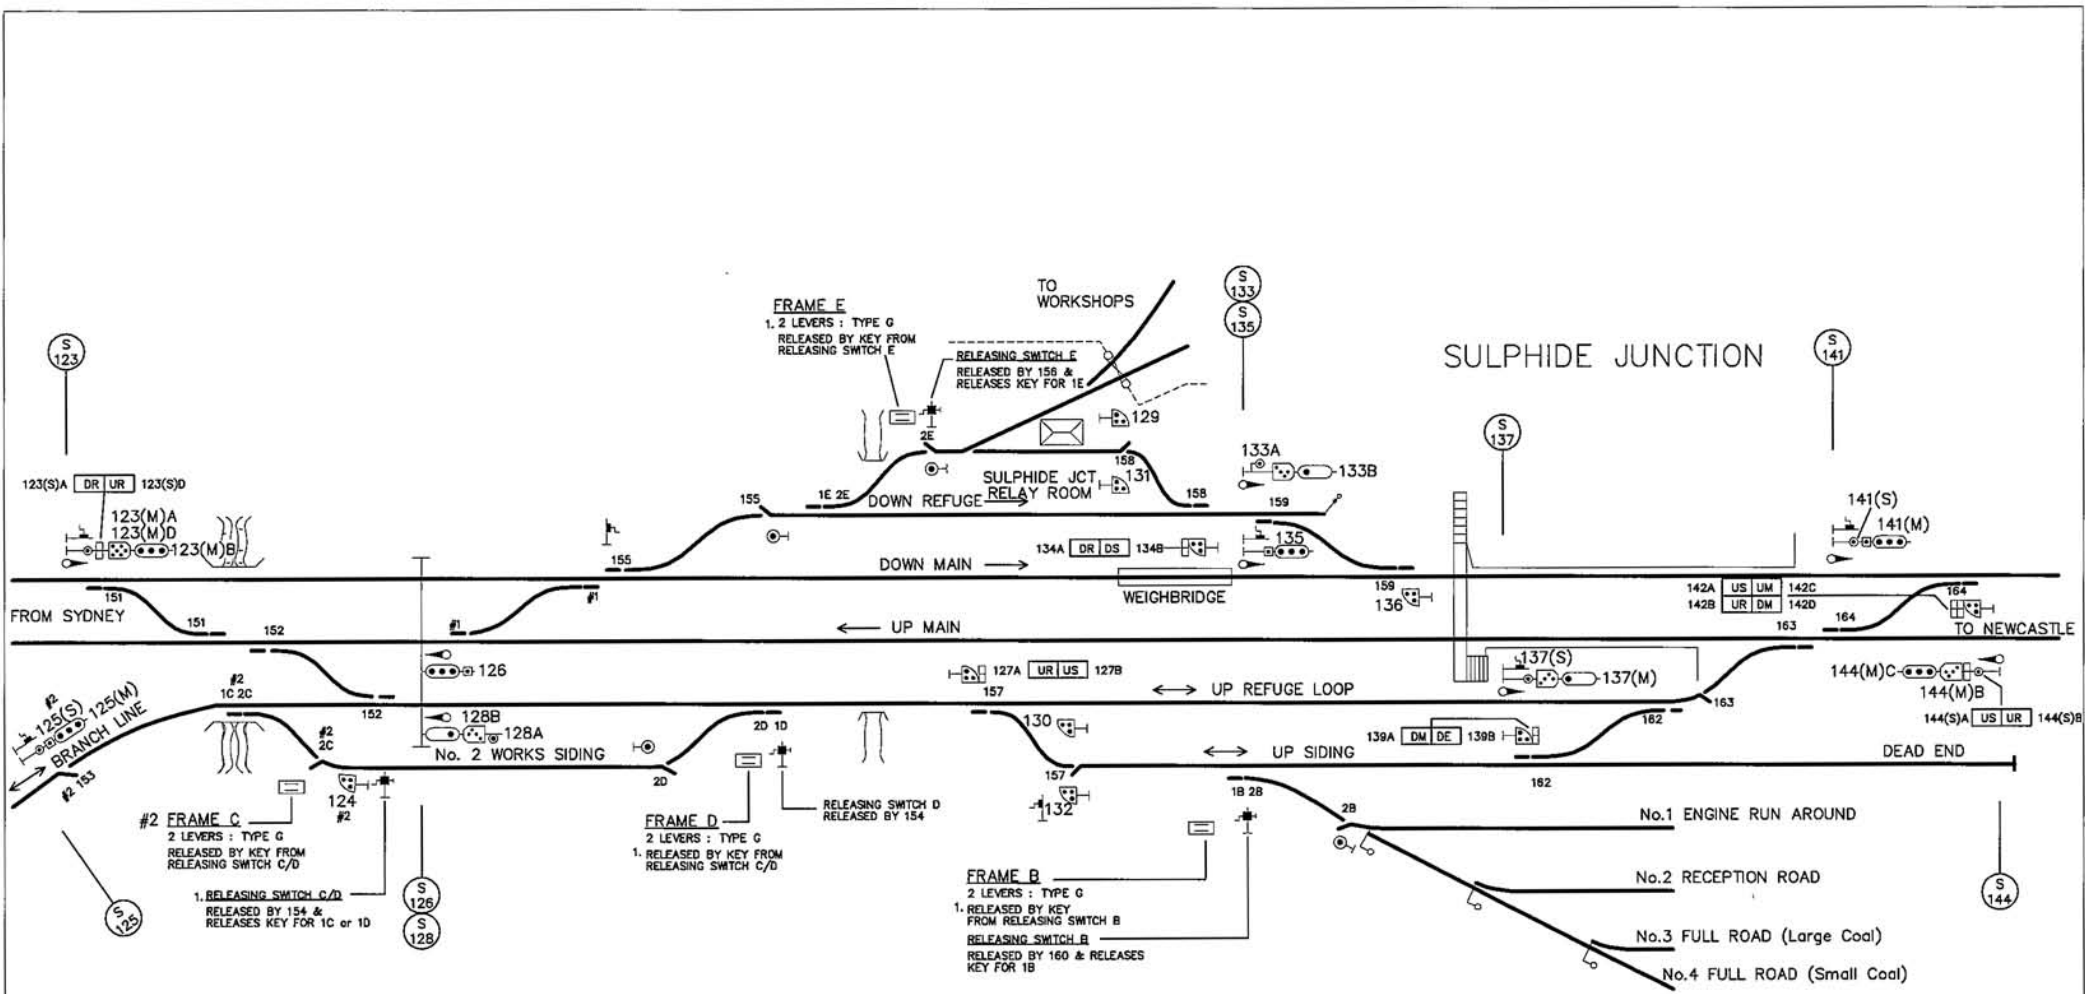 SULPHIDE JUNCTION
TO
WORKSHOPS
S
133
S
135
S
123
S
141
S
137
FRAME E
1. 2 LEVERS : TYPE G
RELEASED BY KEY FROM
RELEASING SWITCH E
RELEASING SWITCH E
RELEASED BY 156 &
RELEASES KEY FOR 1E
129
2E
158
SULPHIDE JCT
RELAY ROOM
131
133A
133B
123(S)A DR UR 123(S)D
123(M)A
123(M)D
123(M)B
155
1E 2E
DOWN REFUGE
158
159
141(S)
141(M)
155
134A DR DS 134B
135
DOWN MAIN
WEIGHBRIDGE
159
136
142A US UM 142C
142B UR DM 142D
164
151
#1
FROM SYDNEY
151
152
#1
UP MAIN
163
164
TO NEWCASTLE
126
127A UR US 127B
137(S)
137(M)
144(M)C
144(M)B
#2
1C 2C
157
UP REFUGE LOOP
163
#2
125(S)
125(M)
BRANCH LINE
152
128B
128A
2D 1D
130
162
144(S)A US UR 144(S)B
139A DM DE 139B
#2
2C
No. 2 WORKS SIDING
UP SIDING
DEAD END
#2 153
2D
157
162
124
#2
132
1B 2B
2B
#2 FRAME C
2 LEVERS : TYPE G
RELEASED BY KEY FROM
RELEASING SWITCH C/D
RELEASING SWITCH D
RELEASED BY 154
FRAME D
2 LEVERS : TYPE G
1. RELEASED BY KEY FROM
RELEASING SWITCH C/D
No.1 ENGINE RUN AROUND
1. RELEASING SWITCH C/D
RELEASED BY 154 &
RELEASES KEY FOR 1C or 1D
S
126
S
128
S
125
FRAME B
2 LEVERS : TYPE G
1. RELEASED BY KEY
FROM RELEASING SWITCH B
RELEASING SWITCH B
RELEASED BY 160 & RELEASES
KEY FOR 1B
No.2 RECEPTION ROAD
S
144
No.3 FULL ROAD (Large Coal)
No.4 FULL ROAD (Small Coal)